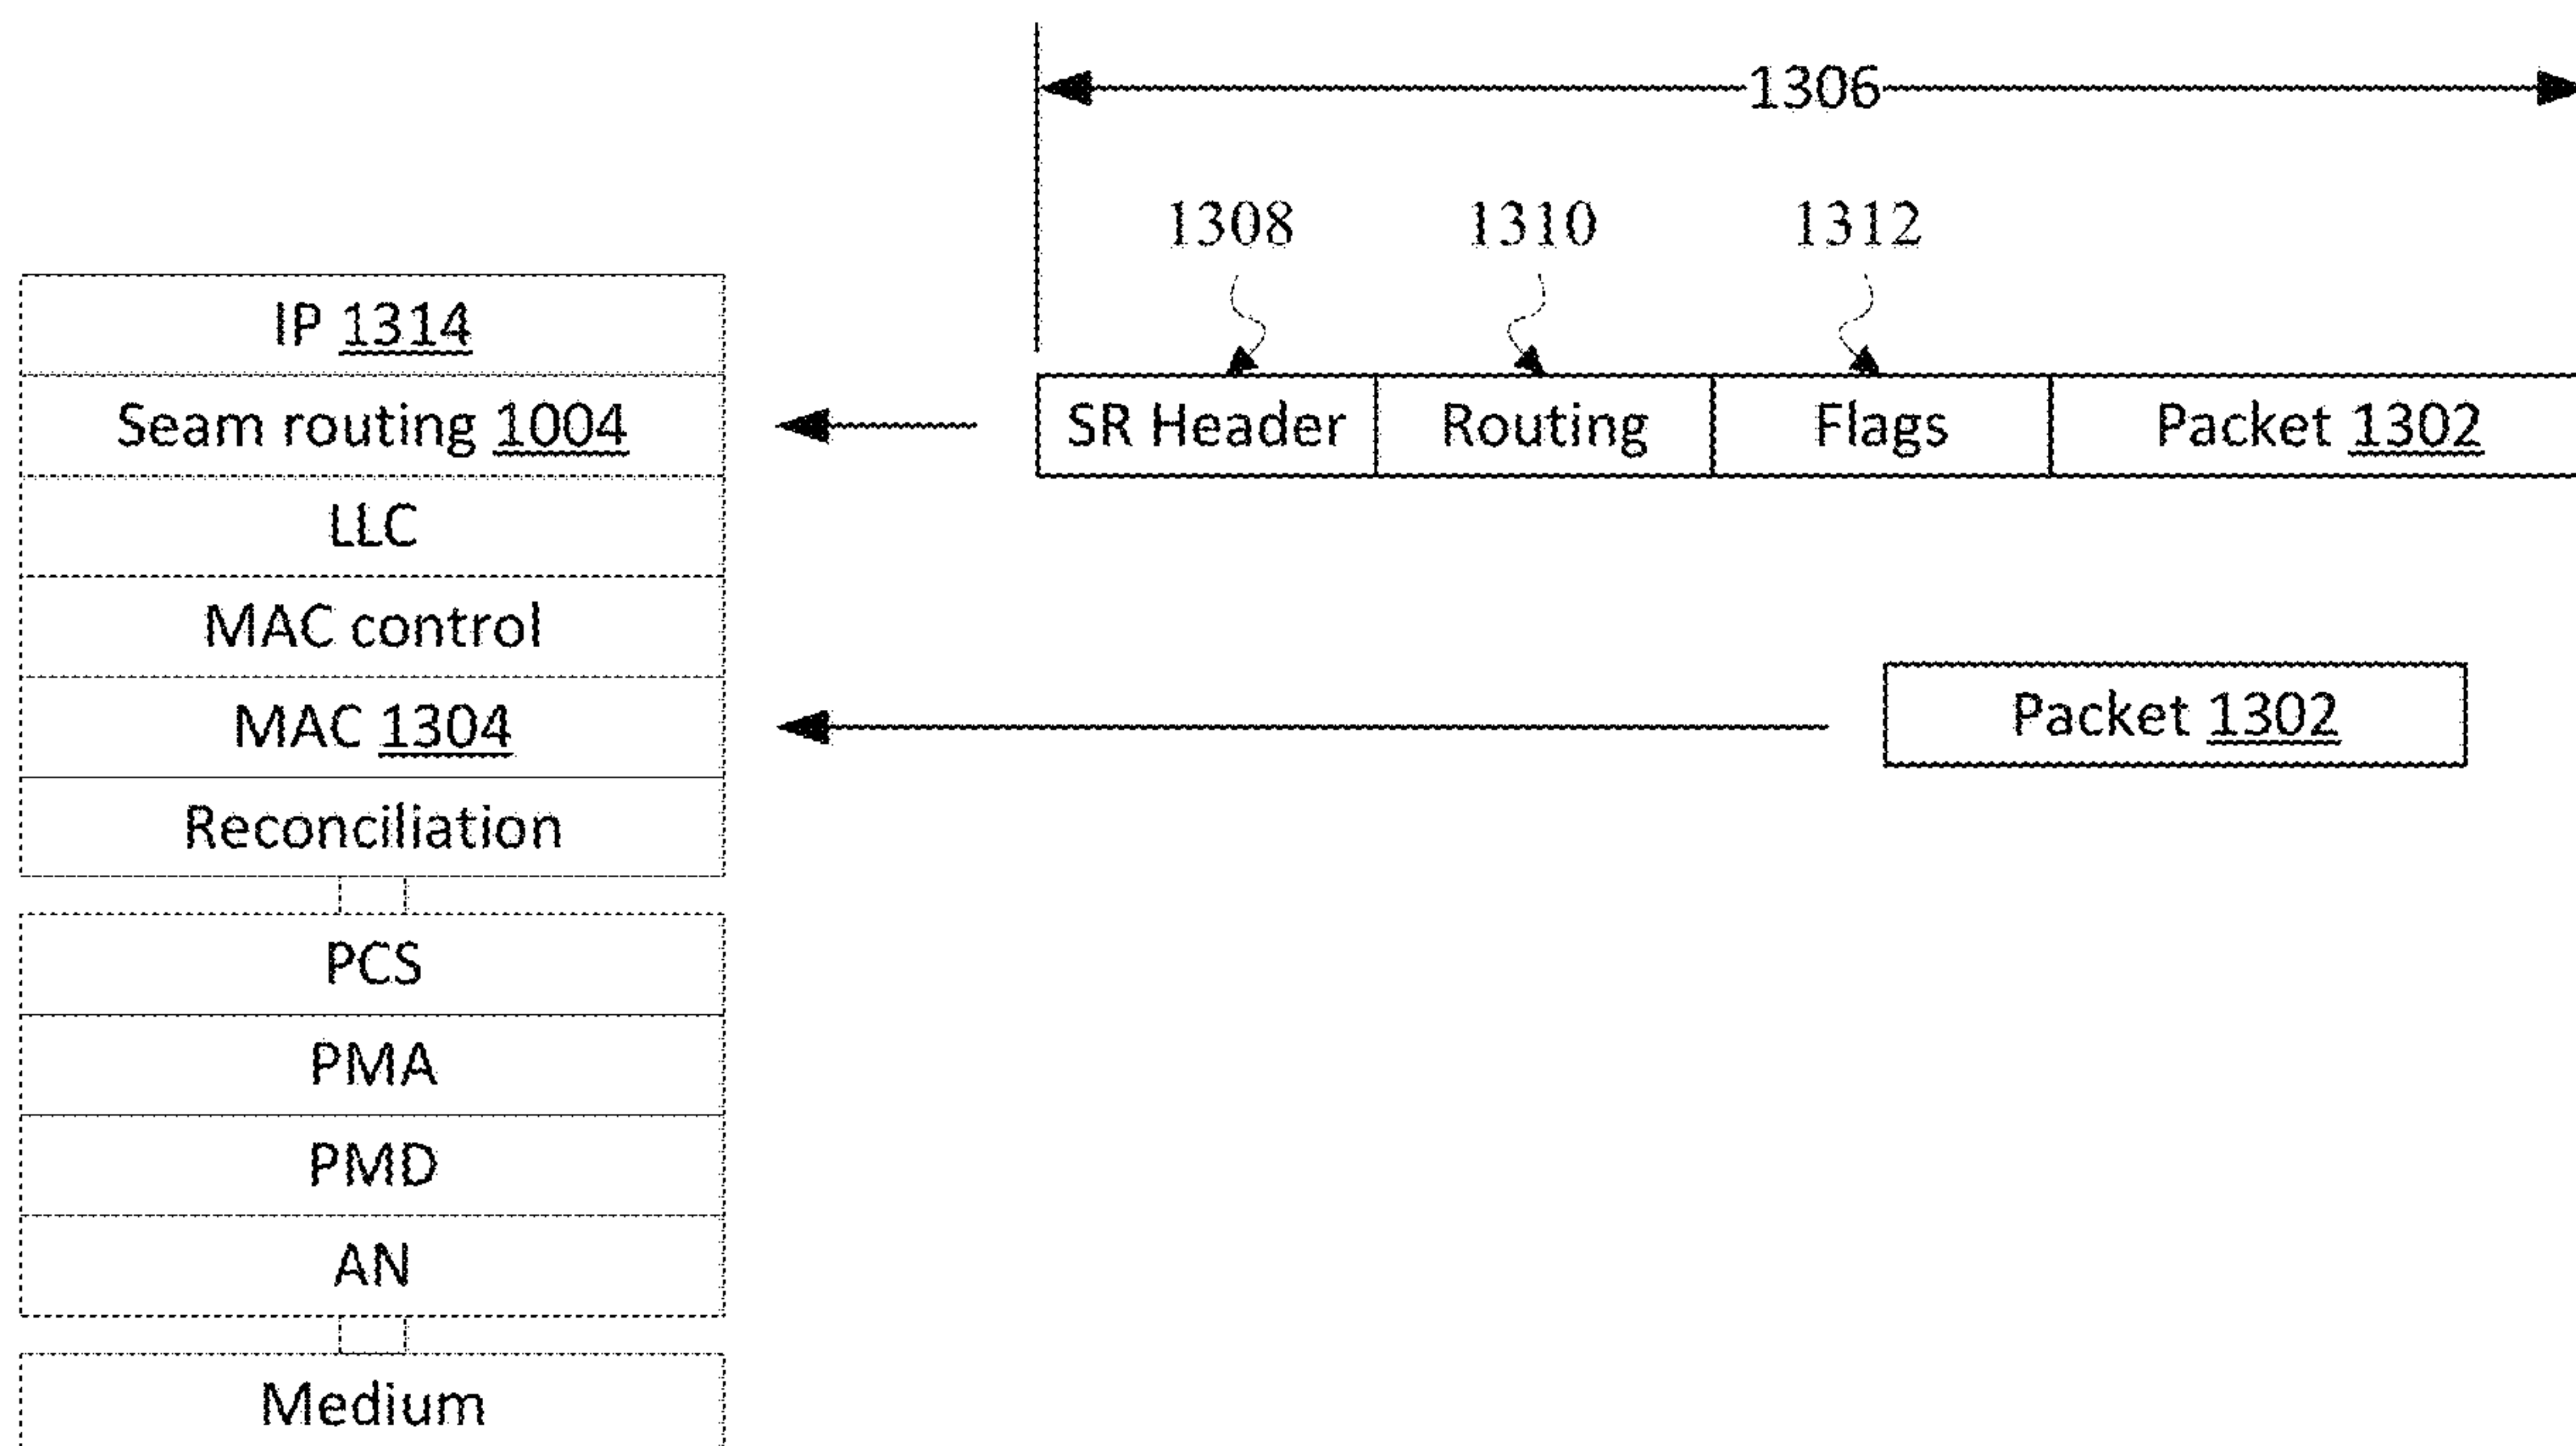 1306
1308 1310 1312
IP 1314
Seam routing 1004
SR Header Routing Flags Packet 1302
LLC
MAC control
MAC 1304
Packet 1302
Reconciliation
PCS
PMA
PMD
AN
Medium